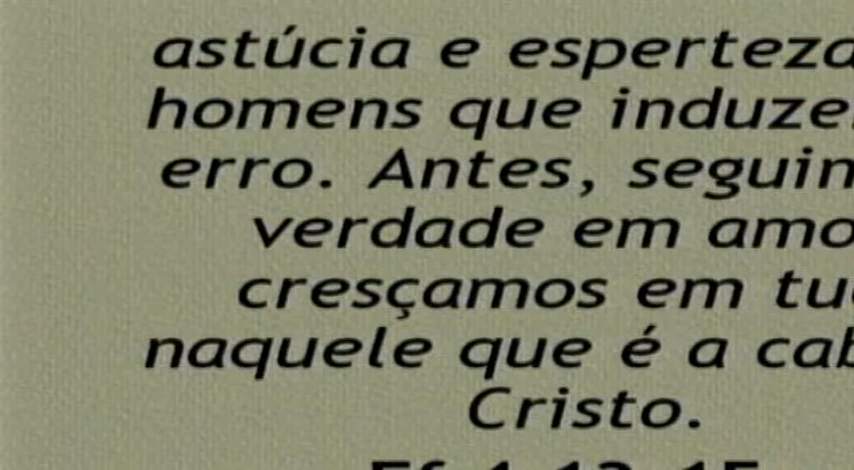 astúcia e esperteza
homens que induze
erro. Antes, seguin
verdade em amo
cresçamos em tu
naquele que é a cab
Cristo.